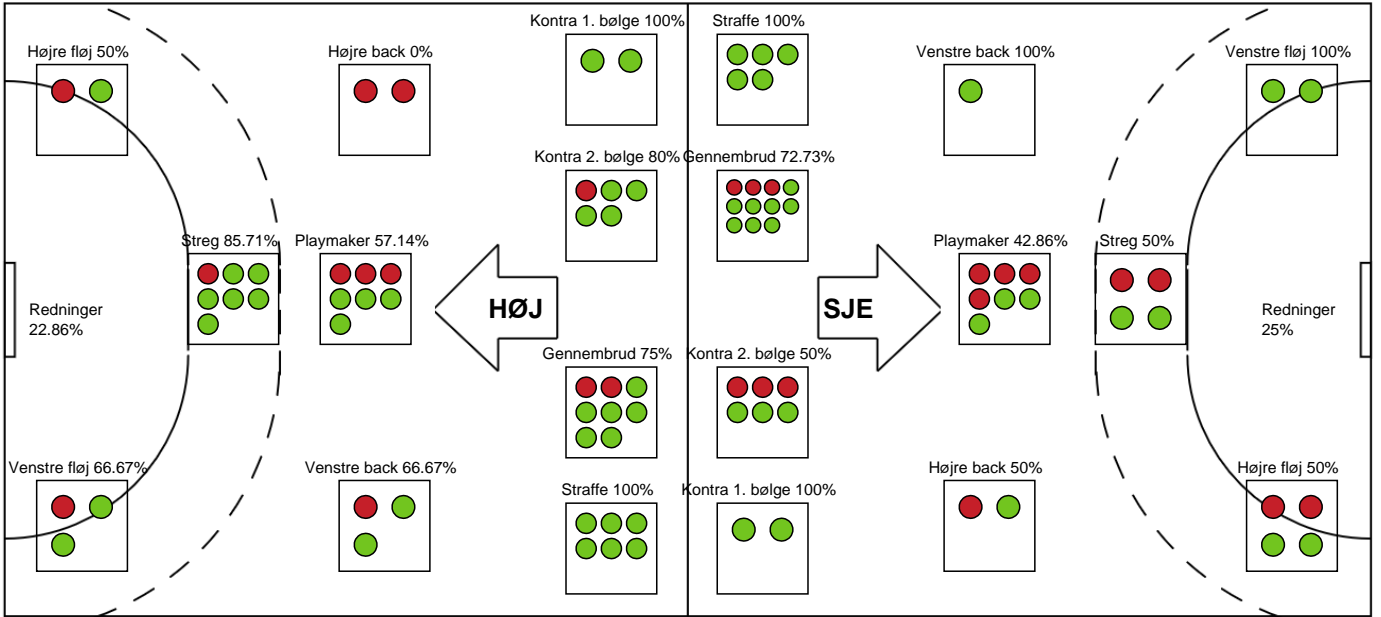 Kontra 1. bølge 100%
Straffe 100%
Højre fløj 50%
Højre back 0%
Venstre back 100%
Venstre fløj 100%
Kontra 2. bølge 80%
Gennembrud 72.73%
Streg 85.71%
Playmaker 57.14%
Playmaker 42.86%
Streg 50%
Redninger
22.86%
HØJ
SJE
Redninger
25%
Gennembrud 75%
Kontra 2. bølge 50%
Venstre fløj 66.67%
Venstre back 66.67%
Højre back 50%
Højre fløj 50%
Straffe 100%
Kontra 1. bølge 100%